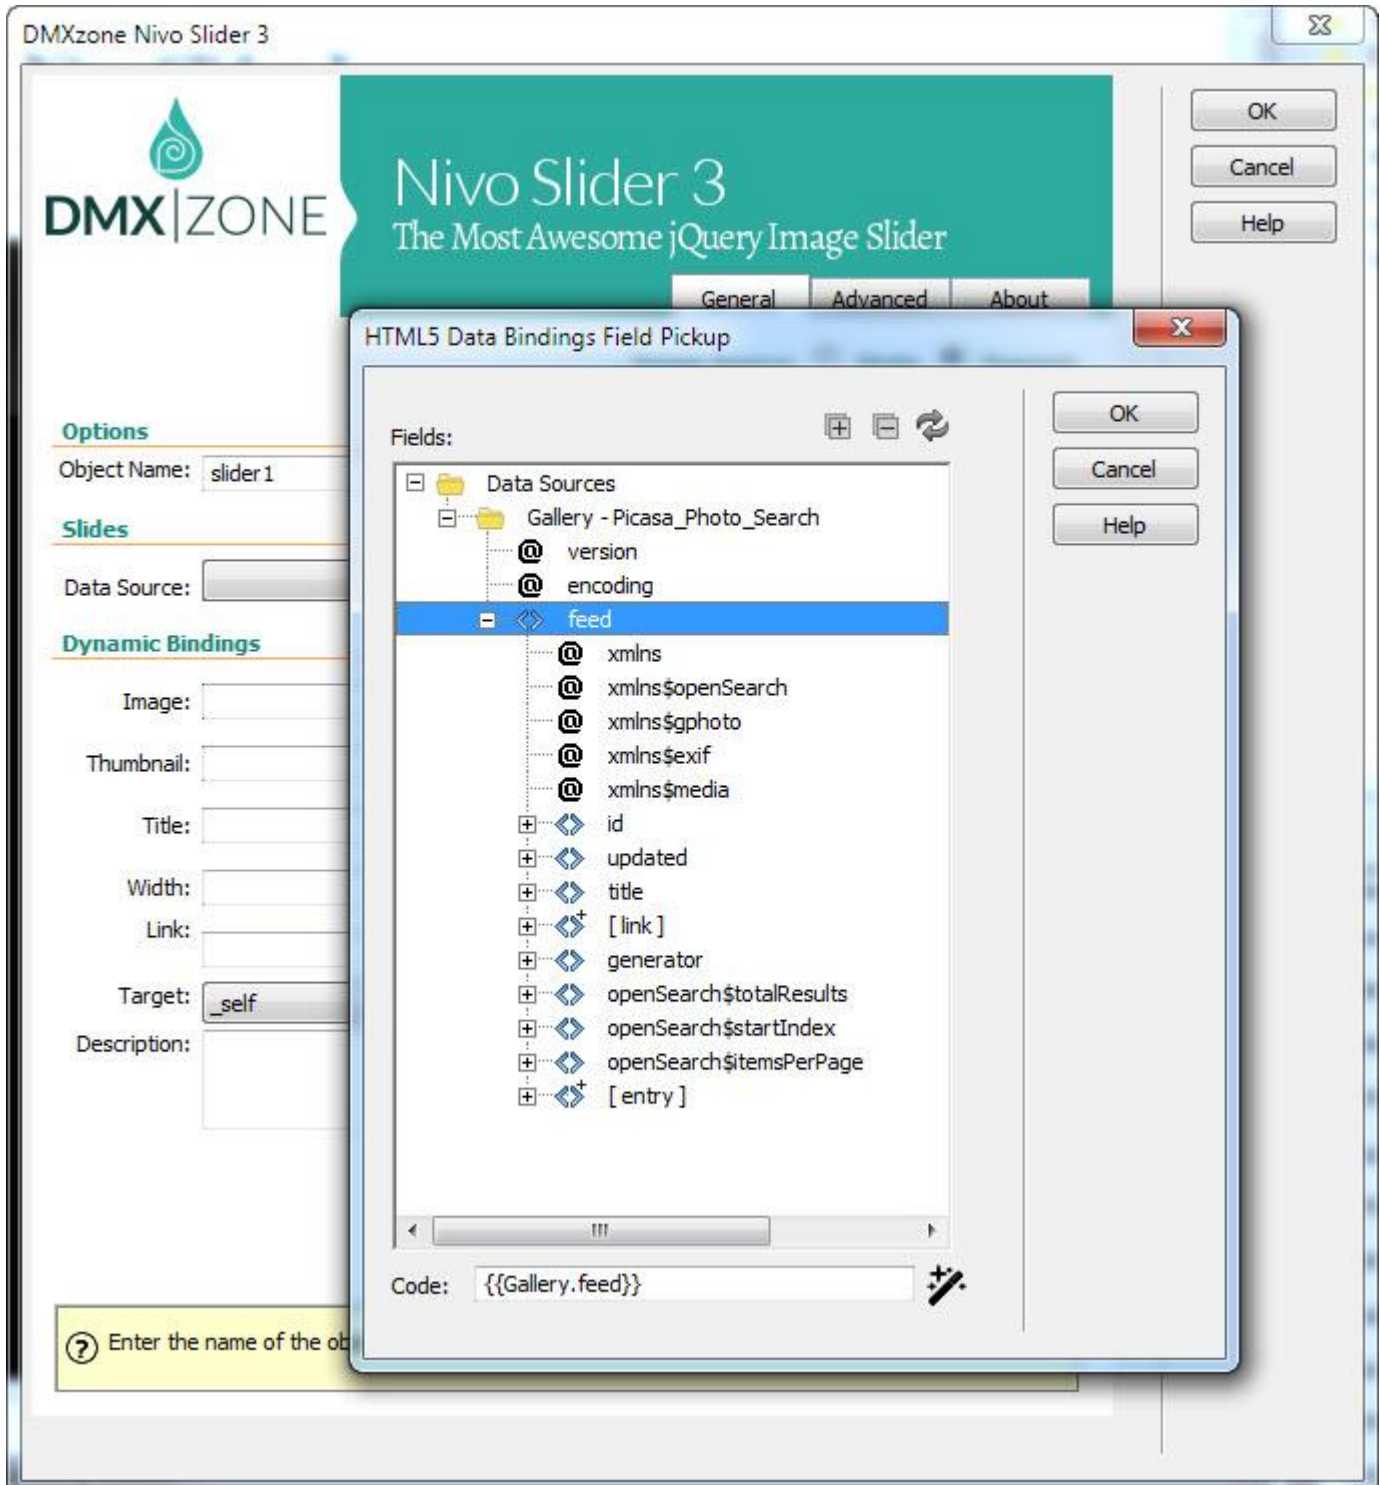 DMXzone Nivo Slider 3
DMX|ZONE
Nivo Slider 3
The Most Awesome jQuery Image Slider
General Advanced About
OK
Cancel
Help
Options
Object Name: slider1
Slides
Data Source:
Dynamic Bindings
Image:
Thumbnail:
Title:
Width:
Link:
Target: _self
Description:
Enter the name of the ob
HTML5 Data Bindings Field Pickup
Fields:
Data Sources
Gallery - Picasa_Photo_Search
@ version
@ encoding
feed
@ xmlns
@ xmlns$openSearch
@ xmlns$gphoto
@ xmlns$exif
@ xmlns$media
id
updated
title
[ link ]
generator
openSearch$totalResults
openSearch$startIndex
openSearch$itemsPerPage
[ entry ]
Code: {{Gallery.feed}}
OK
Cancel
Help